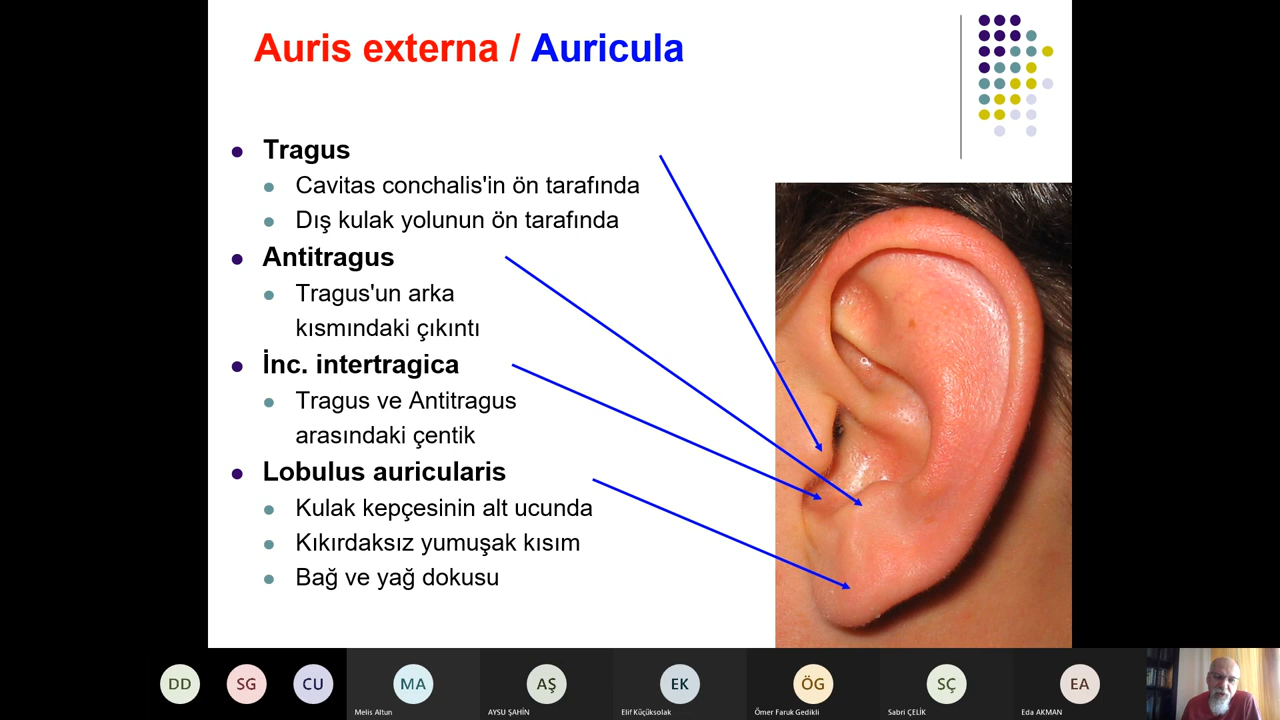 Auris externa / Auricula
Tragus
Cavitas conchalis'in ön tarafında
Dış kulak yolunun ön tarafında
Antitragus
Tragus'un arka
kısmındaki çıkıntı
İnc. intertragica
Tragus ve Antitragus
arasındaki çentik
Lobulus auricularis
Kulak kepçesinin alt ucunda
Kıkırdaksız yumuşak kısım
Bağ ve yağ dokusu
DD SG CU MA AŞ EK ÖG SÇ EA
Melis Altun AYSU ŞAHİN Elif Küçüksolak Ömer Faruk Gedikli Sabri ÇELİK Eda AKMAN